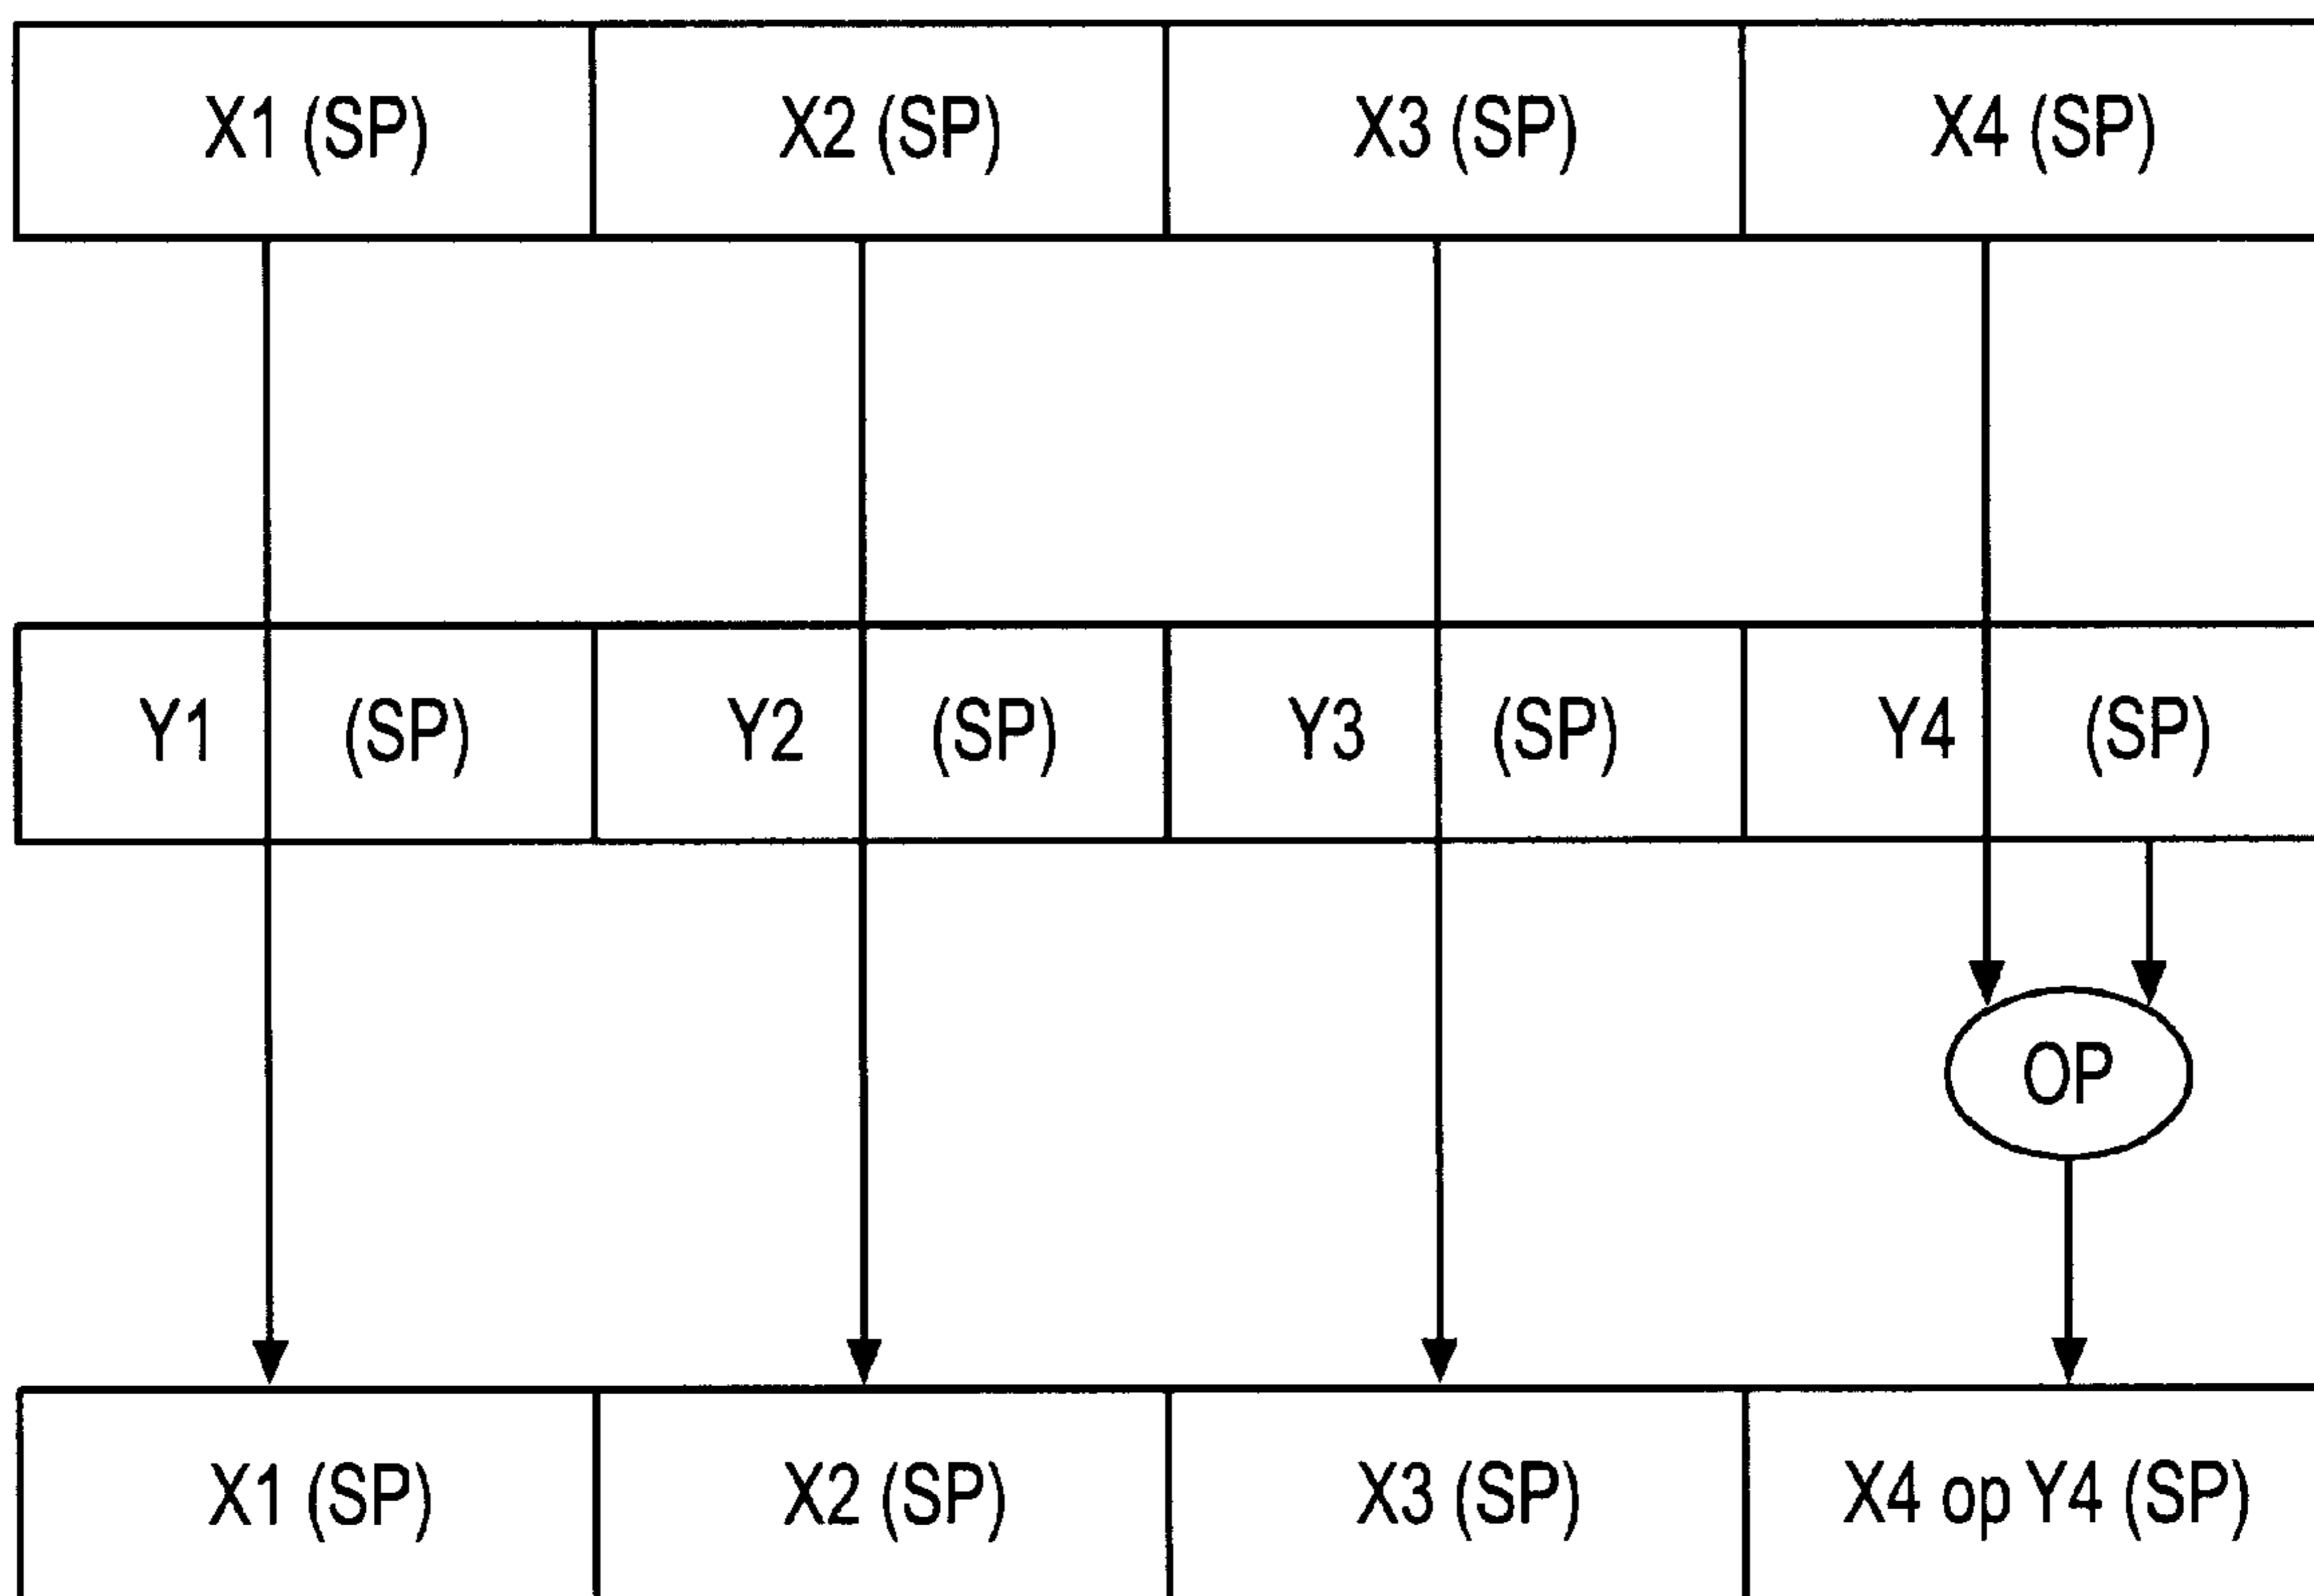 X1 (SP) X2 (SP) X3 (SP) X4 (SP)
Y1 (SP) Y2 (SP) Y3 (SP) Y4 (SP)
OP
X1 (SP) X2 (SP) X3 (SP) X4 op Y4 (SP)